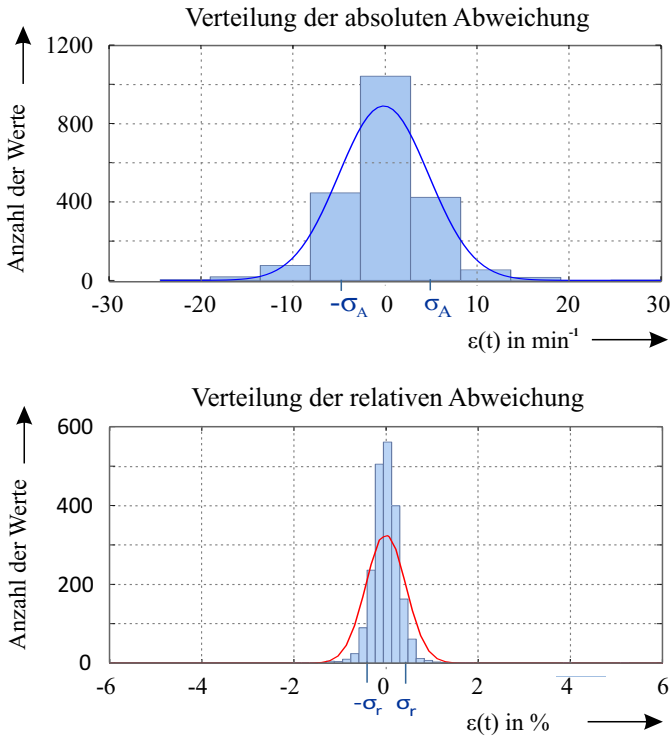 Verteilung der absoluten Abweichung
Anzahl der Werte
1200
800
400
0
-30 -20 -10 0 10 20 30
-σA σA
ε(t) in min⁻¹
Verteilung der relativen Abweichung
Anzahl der Werte
600
400
200
0
-6 -4 -2 0 2 4 6
-σr σr
ε(t) in %